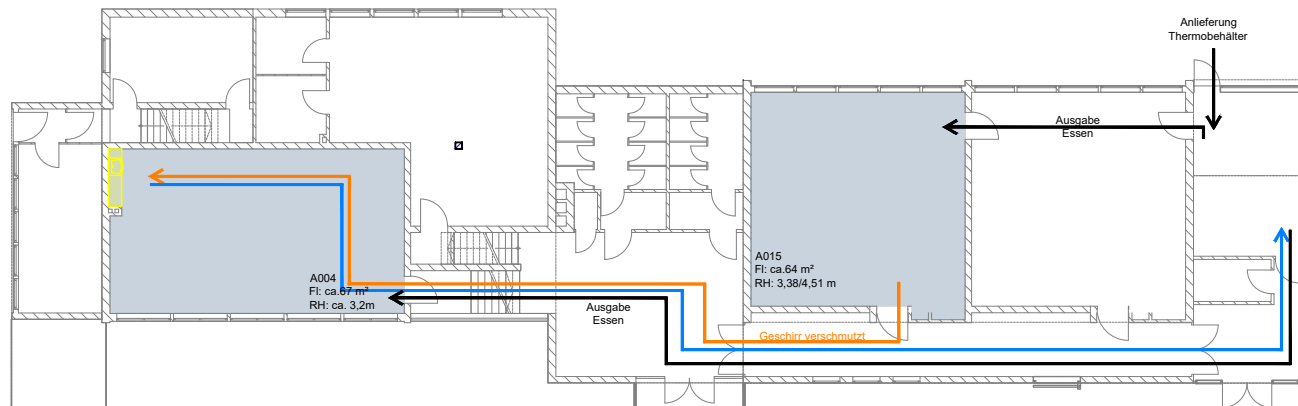 Anlieferung
Thermobehälter
Ausgabe
Essen
A015
Fl: ca.64 m²
RH: 3,38/4,51 m
A004
Fl: ca.67 m²
RH: ca. 3,2m
Ausgabe
Essen
Geschirr verschmutzt